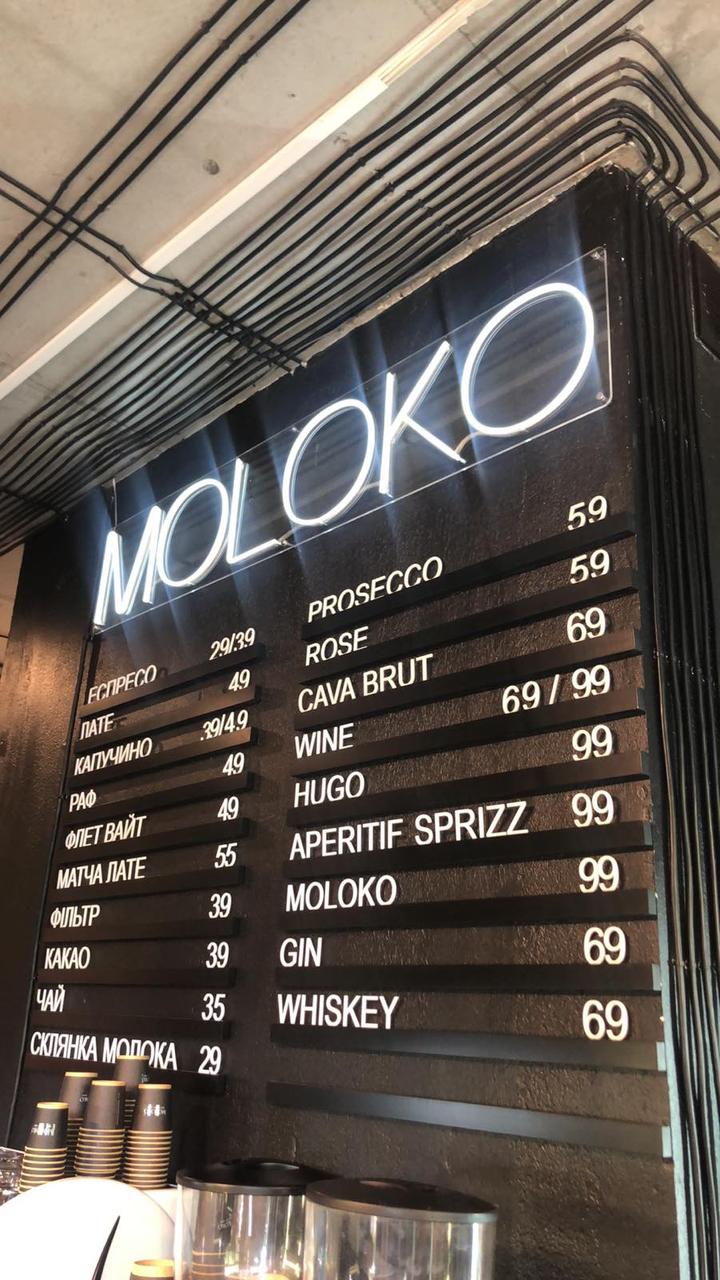 MOLOKO
ЕСПРЕСО 29/39
ЛАТЕ 49
КАПУЧИНО 39/49
РАФ 49
ФЛЕТ ВАЙТ 49
МАТЧА ЛАТЕ 55
ФІЛЬТР 39
КАКАО 39
ЧАЙ 35
СКЛЯНКА МОЛОКА 29
PROSECCO 59
ROSE 59
CAVA BRUT 69
WINE 69 / 99
HUGO 99
APERITIF SPRIZZ 99
MOLOKO 99
GIN 69
WHISKEY 69